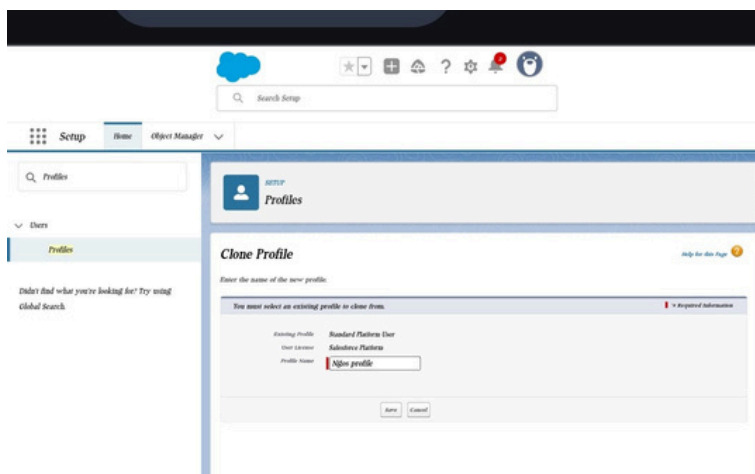 2
Search Setup
Setup
Home
Object Manager
Profiles
SETUP
Profiles
Users
Profiles
Didn't find what you're looking for? Try using
Global Search.
Clone Profile
Help for this Page
Enter the name of the new profile.
You must select an existing profile to clone from.
= Required Information
Existing Profile Standard Platform User
User License Salesforce Platform
Profile Name Niles profile
Save Cancel